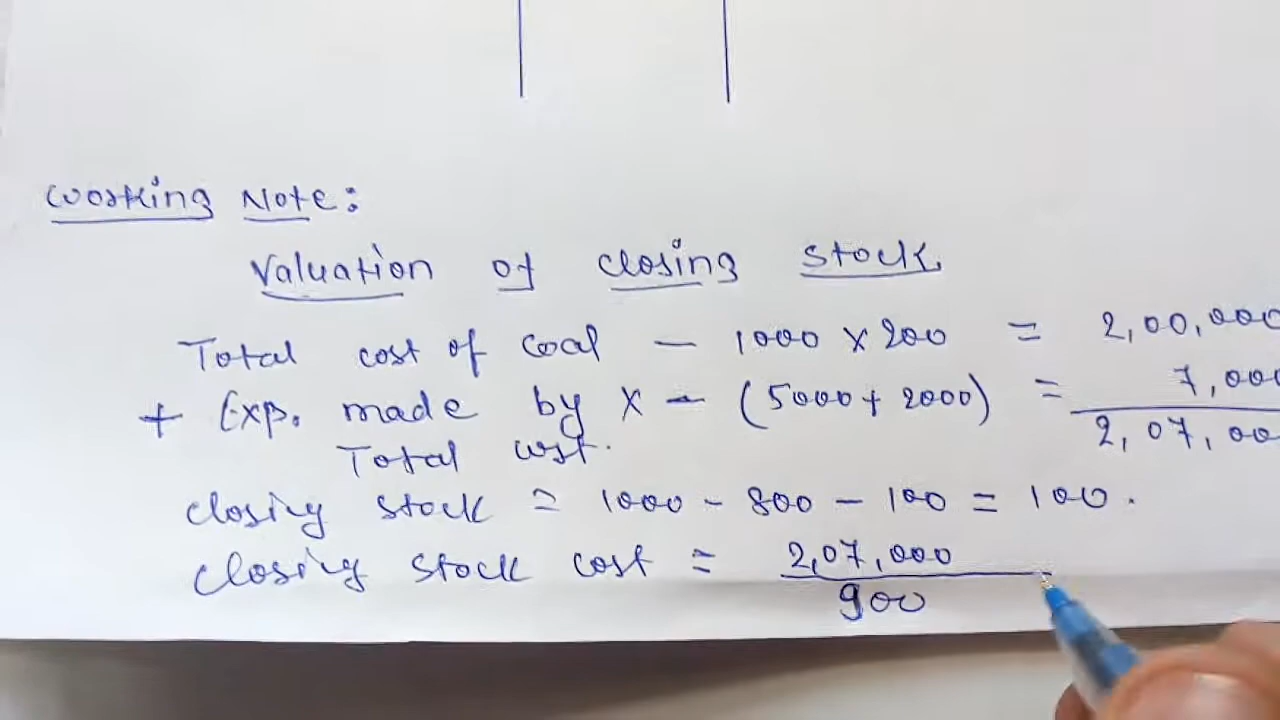 Working Note:
Valuation of closing stock
Total cost of coal - 1000 x 200 = 2,00,000
+ Exp. made by X - (5000 + 2000) = 7,000
Total cost. 2,07,00
closing stock = 1000 - 800 - 100 = 100.
closing stock cost = 2,07,000
900